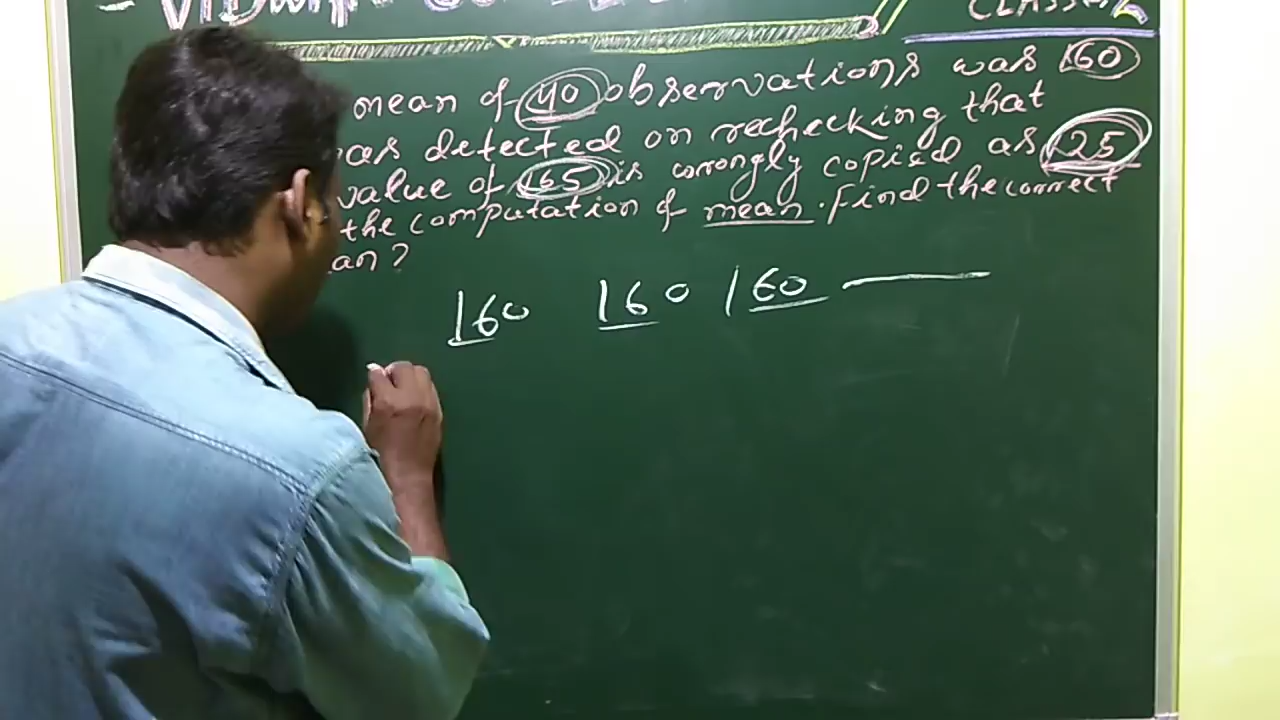 CLASS
mean of 40 observations was 160
as detected on rechecking that
value of 165 is wrongly copied as 125
the computation of mean. Find the correct
an?
160 160 160